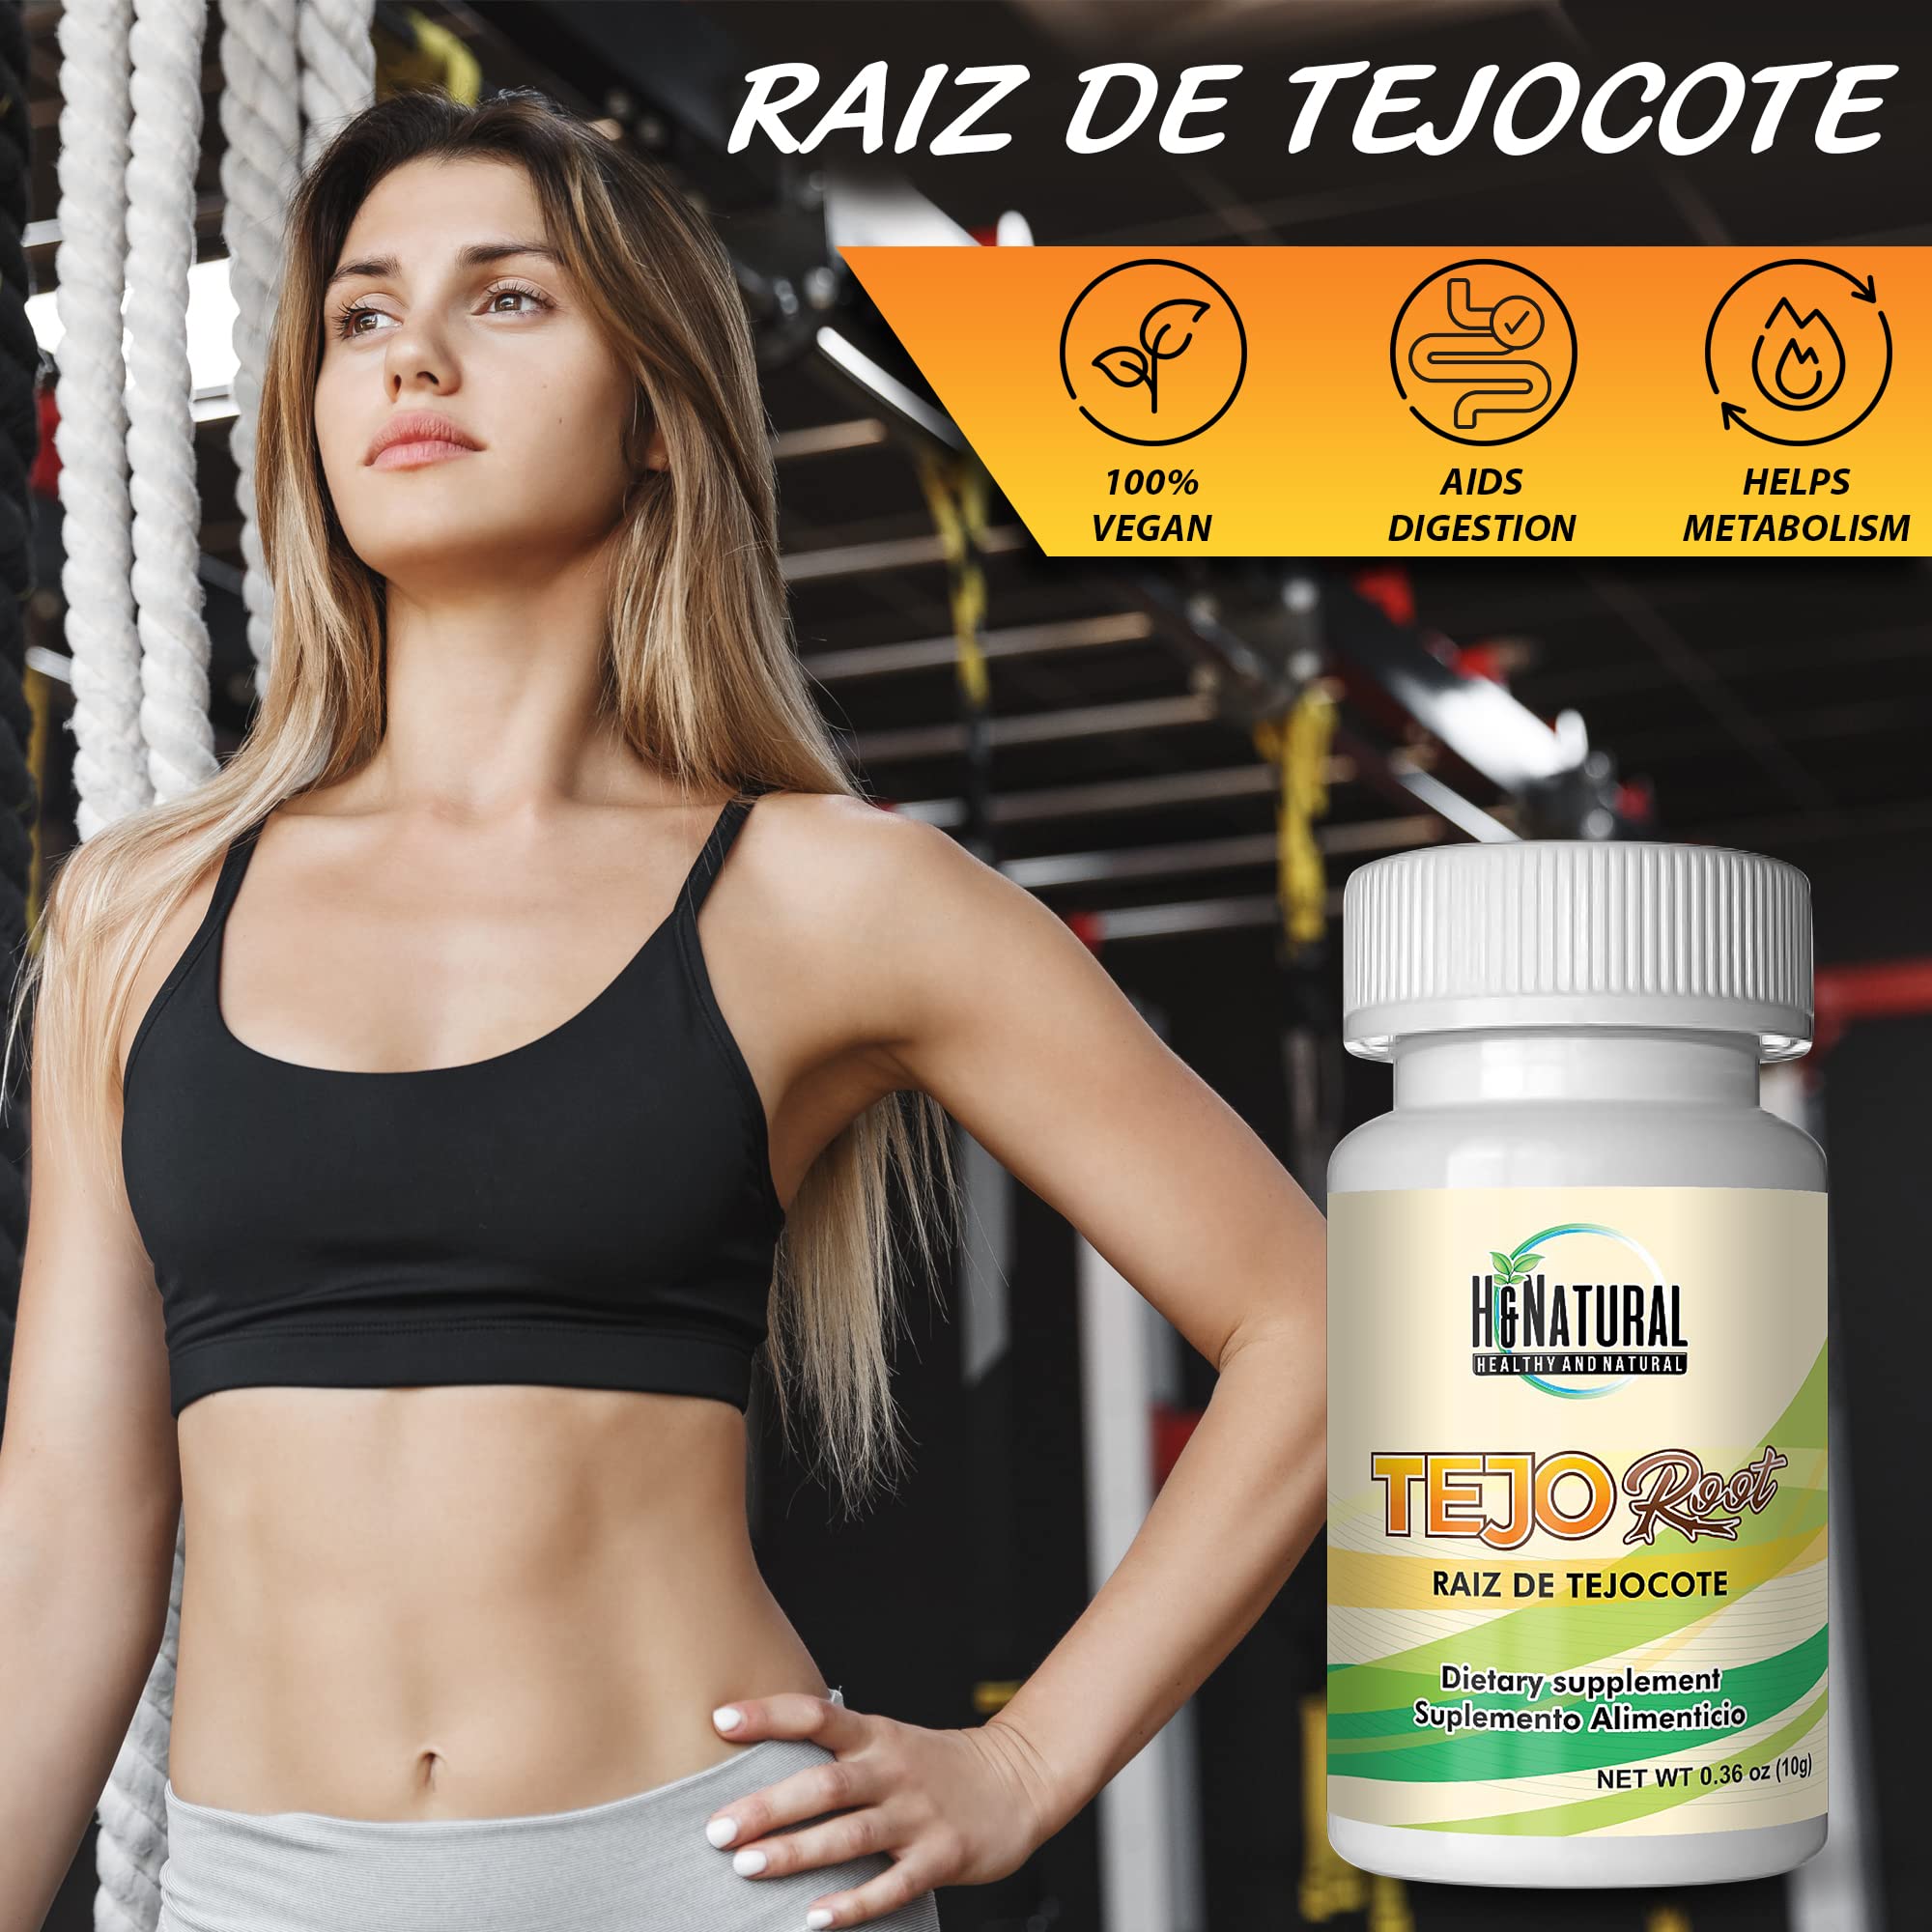 RAIZ DE TEJOCOTE
100%
VEGAN
AIDS
DIGESTION
HELPS
METABOLISM
H&NATURAL
HEALTHY AND NATURAL
TEJO Root
RAIZ DE TEJOCOTE
Dietary supplement
Suplemento Alimenticio
NET WT 0.36 oz (10g)